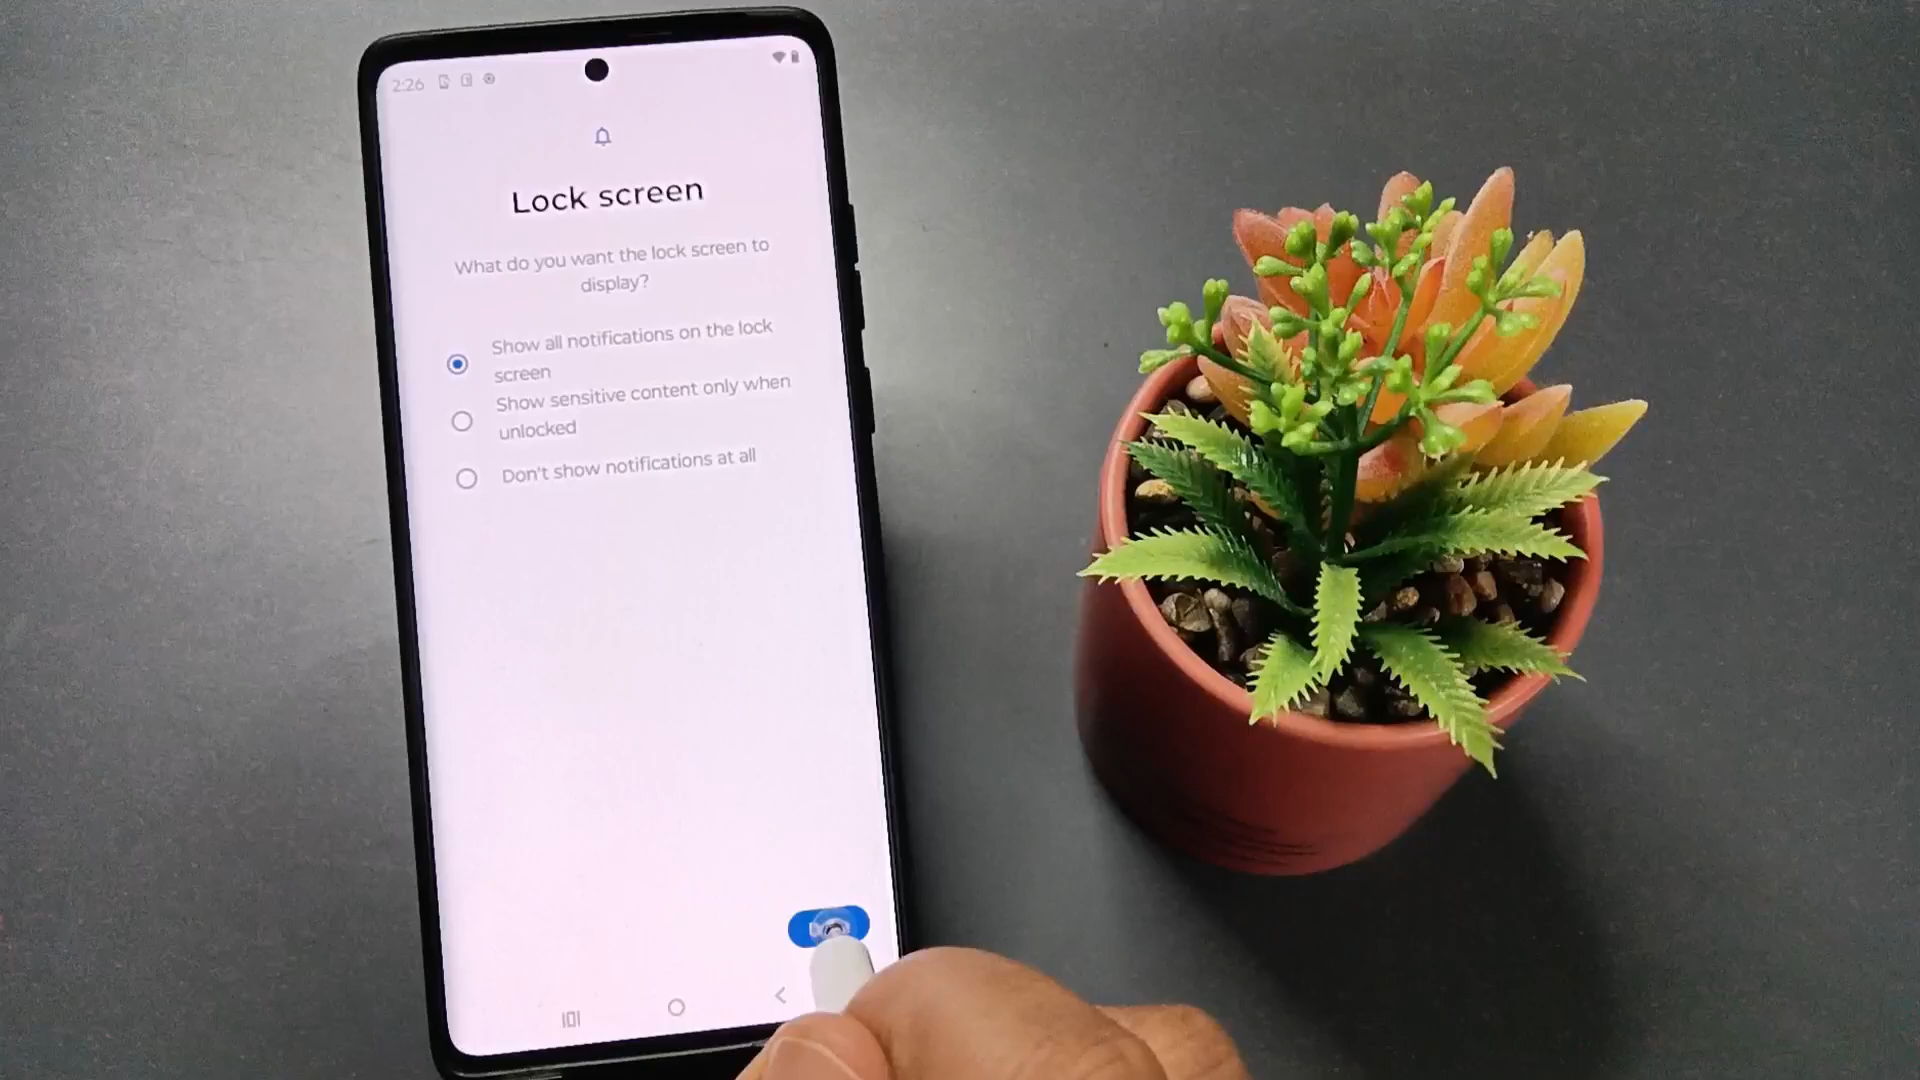 2:26
Lock screen
What do you want the lock screen to
display?
Show all notifications on the lock
screen
Show sensitive content only when
unlocked
Don't show notifications at all